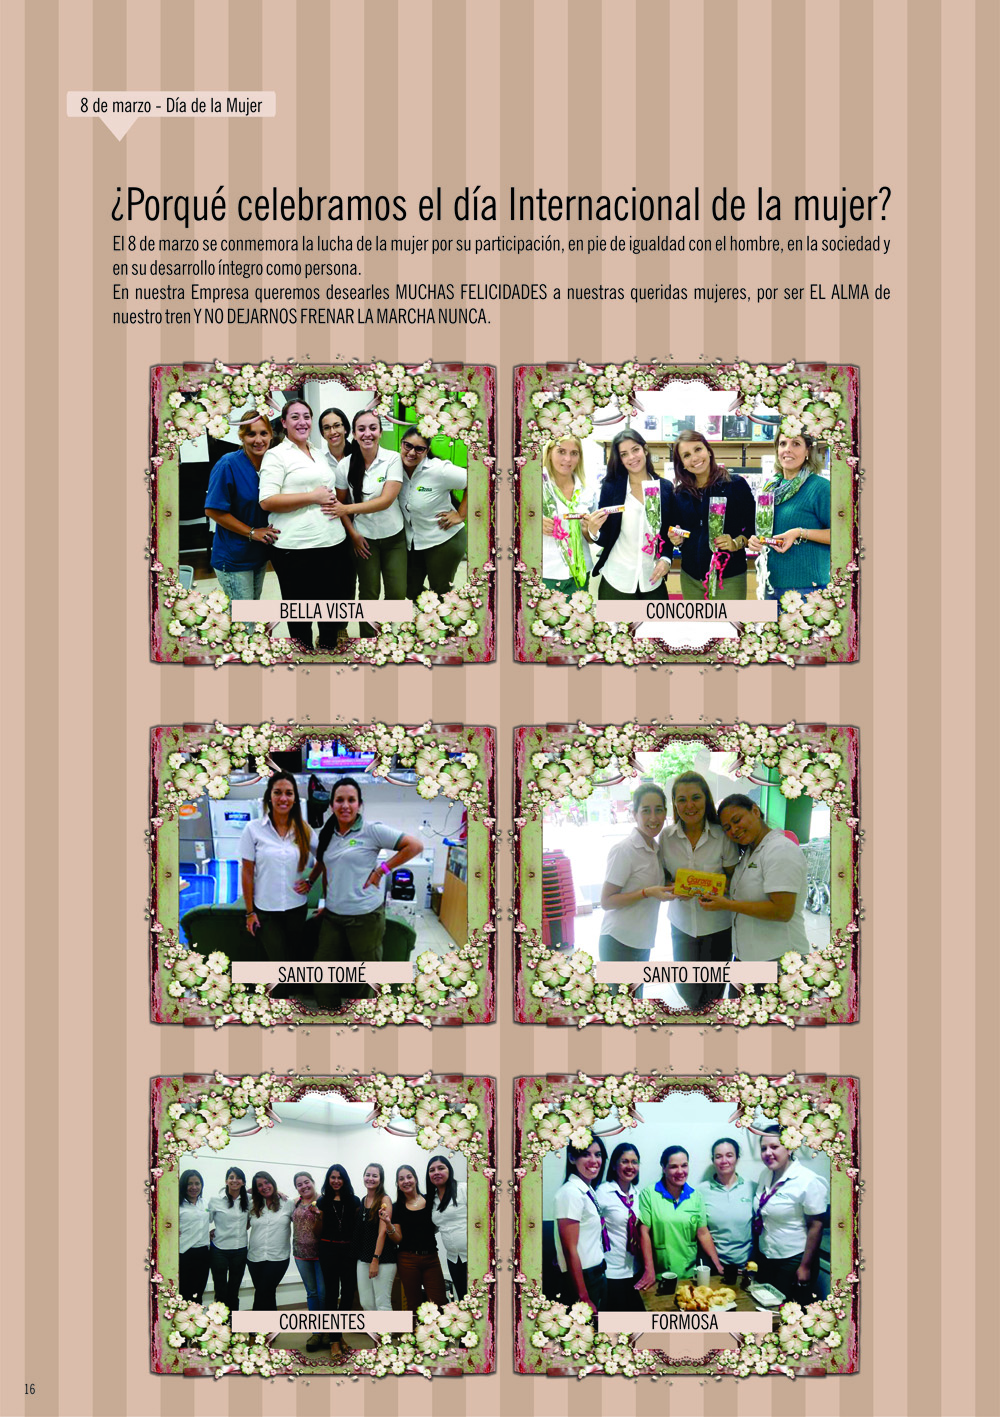 8 de marzo - Día de la Mujer
¿Porqué celebramos el día Internacional de la mujer?
El 8 de marzo se conmemora la lucha de la mujer por su participación, en pie de igualdad con el hombre, en la sociedad y
en su desarrollo íntegro como persona.
En nuestra Empresa queremos desearles MUCHAS FELICIDADES a nuestras queridas mujeres, por ser EL ALMA de
nuestro tren Y NO DEJARNOS FRENAR LA MARCHA NUNCA.
BELLA VISTA
CONCORDIA
Garoto
SANTO TOMÉ
SANTO TOMÉ
CORRIENTES
FORMOSA
16